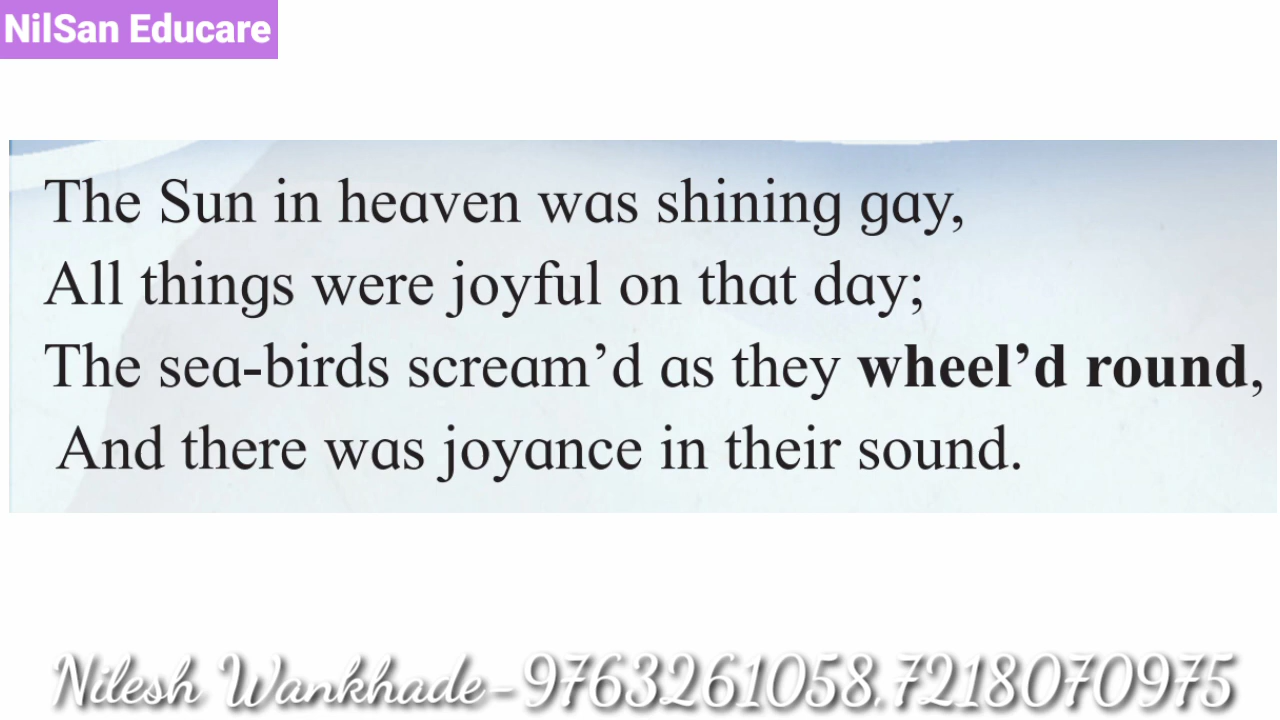 NilSan Educare
The Sun in heaven was shining gay,
All things were joyful on that day;
The sea-birds scream’d as they wheel’d round,
And there was joyance in their sound.
Nilesh Wankhade-9763261058,7218070975